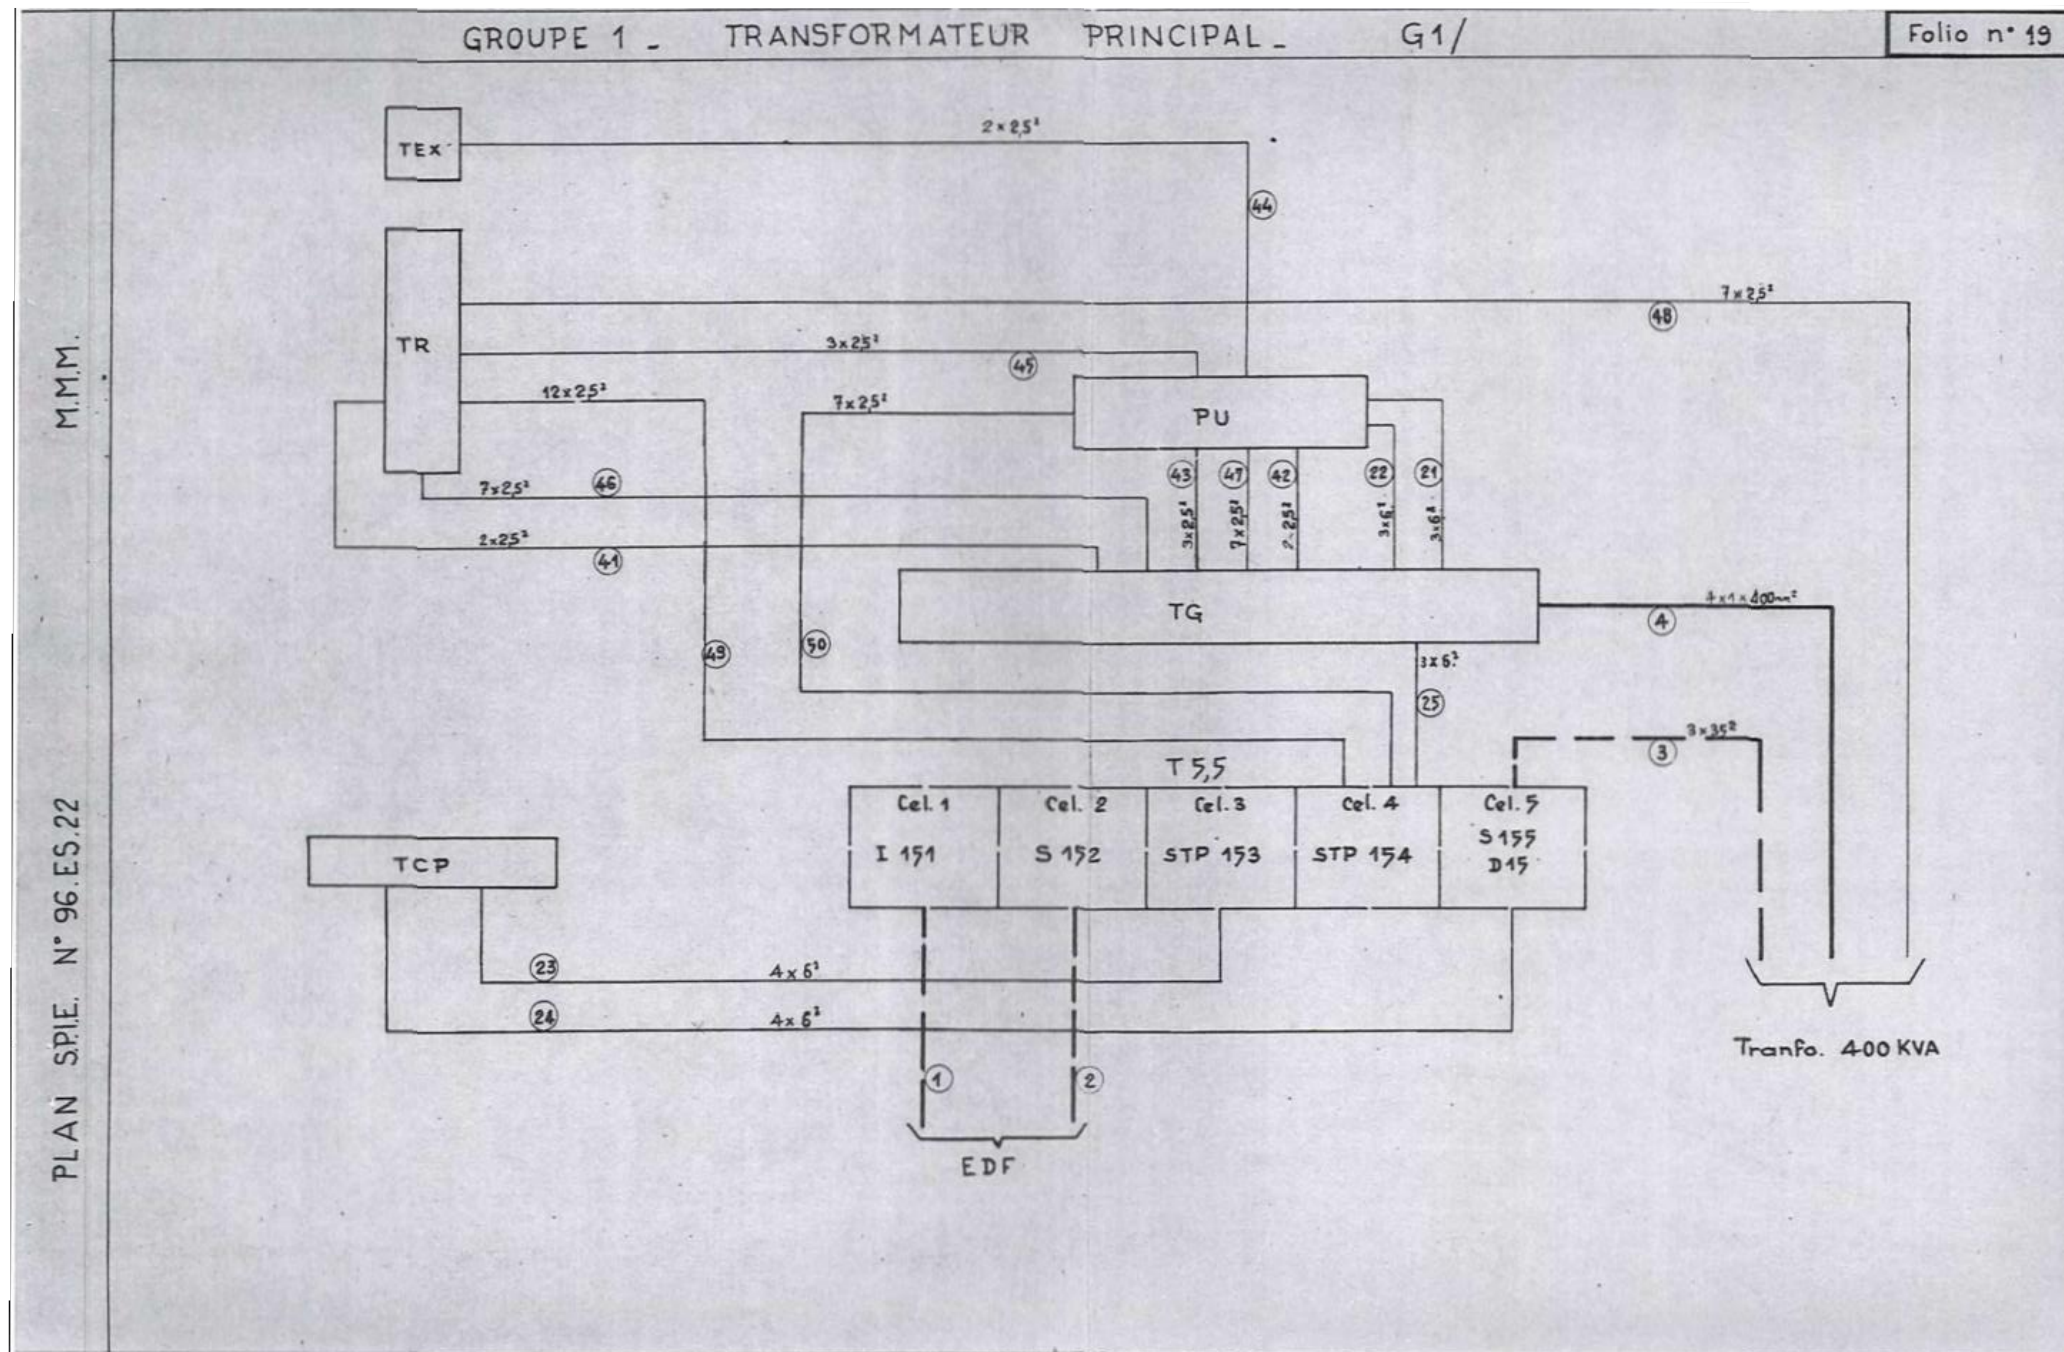 GROUPE 1 - TRANSFORMATEUR PRINCIPAL - G1/
Folio n° 19
TEX
2 x 2,5²
44
TR
7 x 2,5²
48
3 x 2,5²
45
12 x 2,5²
7 x 2,5²
PU
43
47
42
22
21
3 x 2,5²
7 x 2,5²
2 x 2,5²
3 x 6²
3 x 6²
7 x 2,5²
46
2 x 2,5²
41
TG
4
49
50
3 x 6²
25
3 x 35²
3
T 5,5
Cel. 1
I 151
Cel. 2
S 152
Cel. 3
STP 153
Cel. 4
STP 154
Cel. 5
S 155
D15
TCP
23
4 x 6²
24
4 x 6²
1
2
EDF
Tranfo. 400 KVA
M.M.M.
PLAN S.P.I.E. N° 96.ES.22